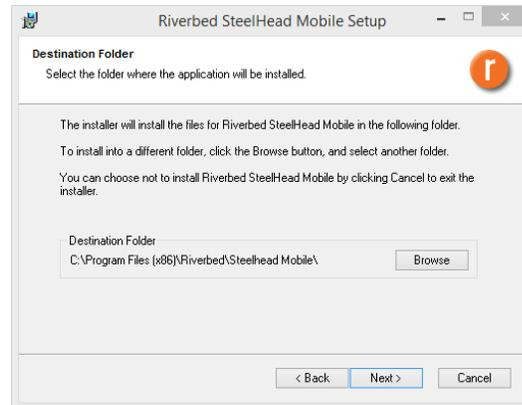 Riverbed SteelHead Mobile Setup
Destination Folder
Select the folder where the application will be installed.
r
The installer will install the files for Riverbed SteelHead Mobile in the following folder.
To install into a different folder, click the Browse button, and select another folder.
You can choose not to install Riverbed SteelHead Mobile by clicking Cancel to exit the
installer.
Destination Folder
C:\Program Files (x86)\Riverbed\Steelhead Mobile\
Browse
< Back
Next >
Cancel